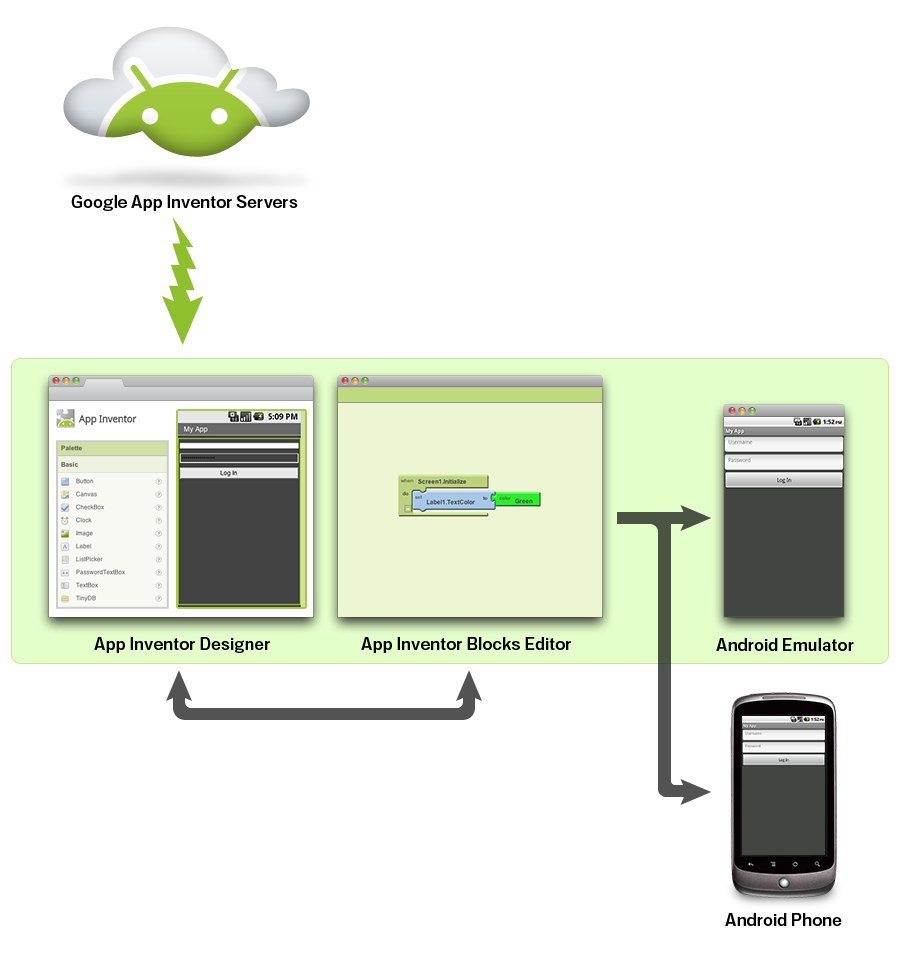 Google App Inventor Servers
App Inventor
5:09 PM
My App
Palette
Basic
Button
Canvas
CheckBox
Clock
Image
Label
ListPicker
PasswordTextBox
TextBox
TinyDB
Log In
when Screen1.Initialize
do set Label1.TextColor to color Green
1:52 PM
My App
Username
Password
Log In
App Inventor Designer
App Inventor Blocks Editor
Android Emulator
1:52 PM
My App
Username
Password
Log In
Android Phone